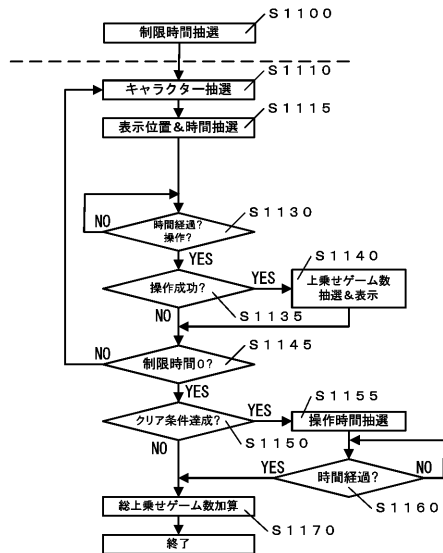 S1100
制限時間抽選
S1110
キャラクター抽選
S1115
表示位置&時間抽選
NO
時間経過?
操作?
S1130
YES
S1140
操作成功?
YES
上乗せゲーム数
抽選&表示
S1135
NO
NO
制限時間0?
S1145
YES
S1155
クリア条件達成?
YES
操作時間抽選
S1150
NO
YES
時間経過?
NO
S1160
総上乗せゲーム数加算
S1170
終了